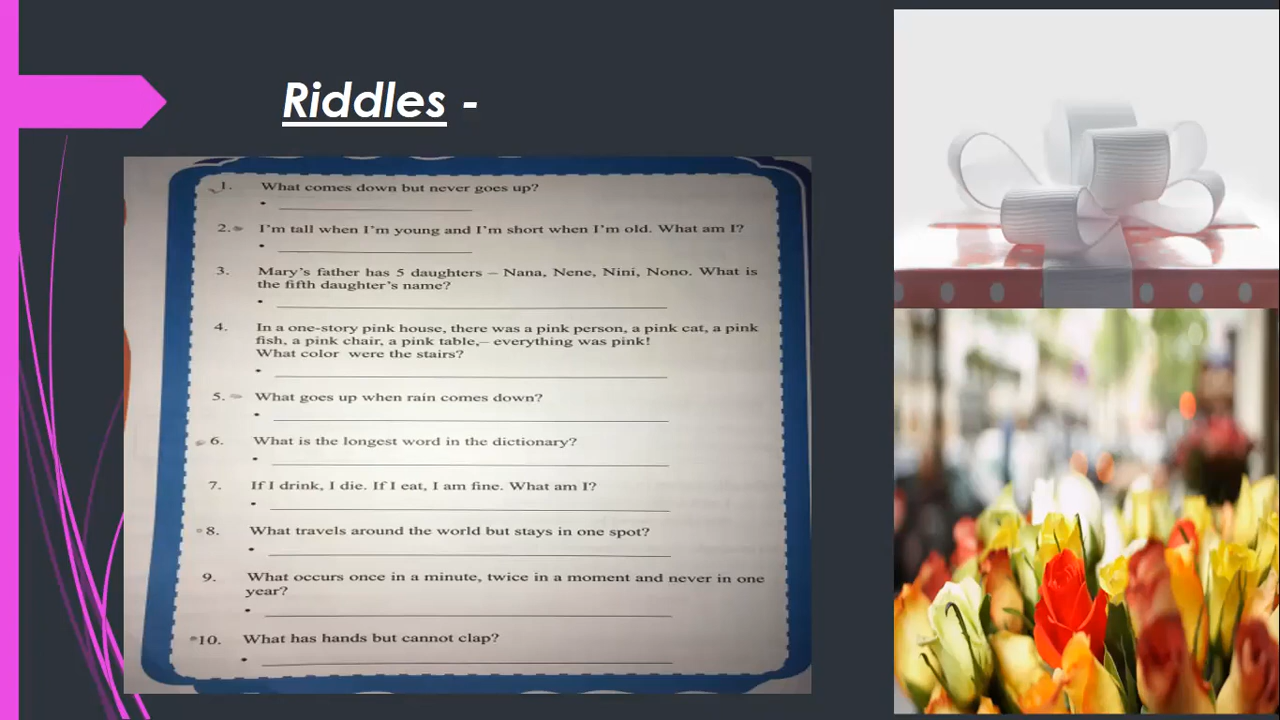 Riddles -
1. What comes down but never goes up?
2. I'm tall when I'm young and I'm short when I'm old. What am I?
3. Mary's father has 5 daughters – Nana, Nene, Nini, Nono. What is
the fifth daughter's name?
4. In a one-story pink house, there was a pink person, a pink cat, a pink
fish, a pink chair, a pink table,– everything was pink!
What color were the stairs?
5. What goes up when rain comes down?
6. What is the longest word in the dictionary?
7. If I drink, I die. If I eat, I am fine. What am I?
8. What travels around the world but stays in one spot?
9. What occurs once in a minute, twice in a moment and never in one
year?
10. What has hands but cannot clap?